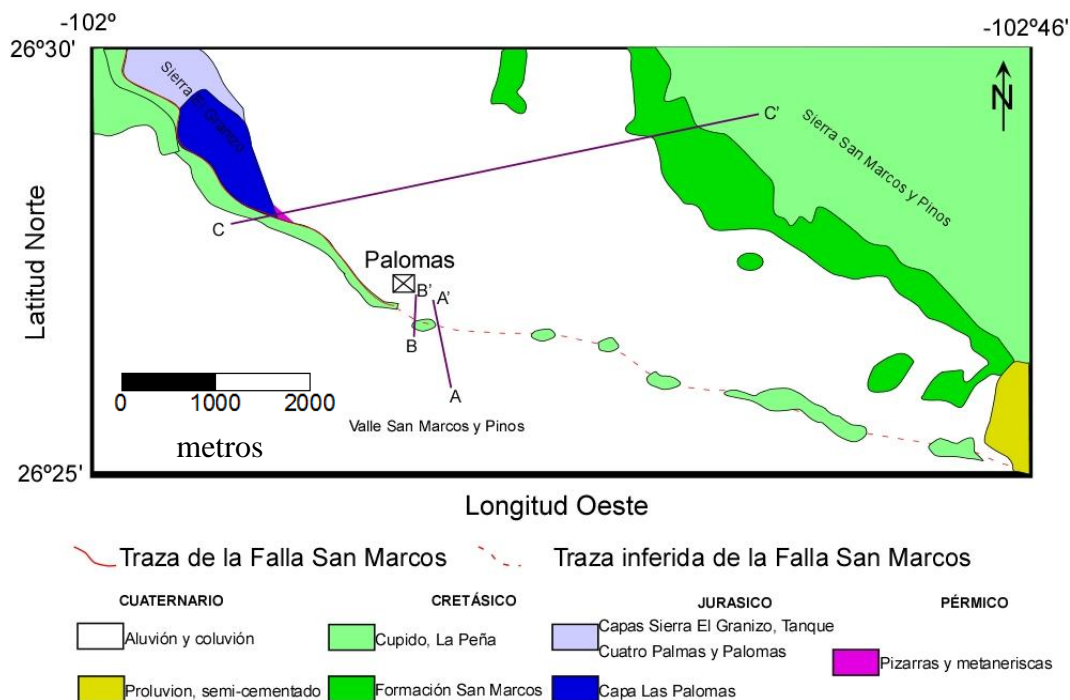 -102º
-102º46'
26º30'
N
Sierra El Granizo
C'
Sierra San Marcos y Pinos
C
Latitud Norte
Palomas
B'
A'
B
A
0 1000 2000
metros
Valle San Marcos y Pinos
26º25'
Longitud Oeste
Traza de la Falla San Marcos
Traza inferida de la Falla San Marcos
CUATERNARIO
CRETÁSICO
JURASICO
PÉRMICO
Aluvión y coluvión
Cupido, La Peña
Capas Sierra El Granizo, Tanque
Cuatro Palmas y Palomas
Pizarras y metaneriscas
Proluvion, semi-cementado
Formación San Marcos
Capa Las Palomas